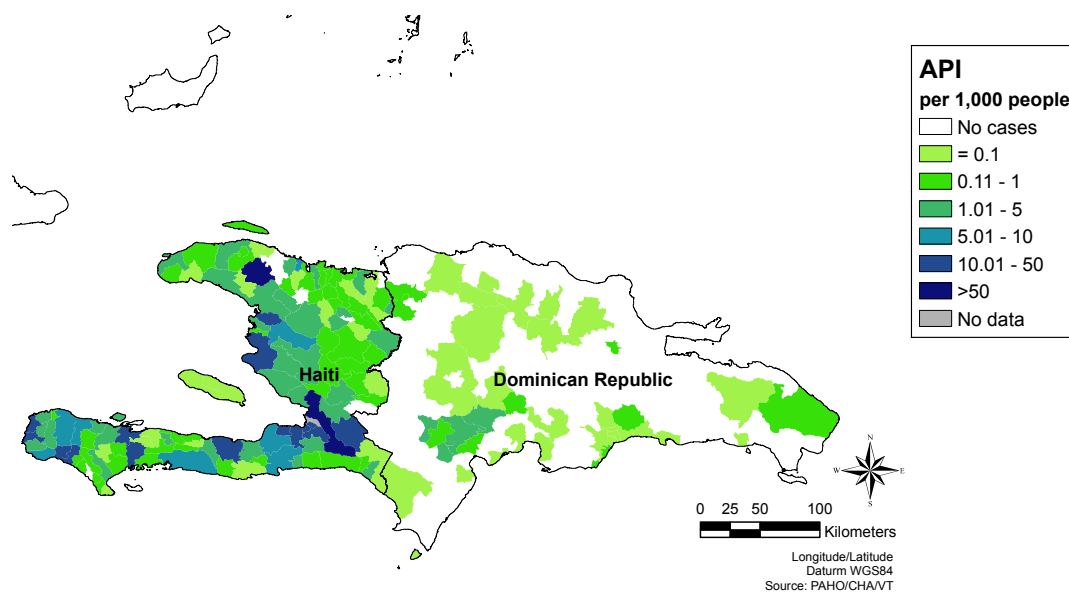 API
per 1,000 people
No cases
= 0.1
0.11 - 1
1.01 - 5
5.01 - 10
10.01 - 50
>50
No data
Haiti
Dominican Republic
N
W E
S
0 25 50 100
Kilometers
Longitude/Latitude
Daturm WGS84
Source: PAHO/CHA/VT